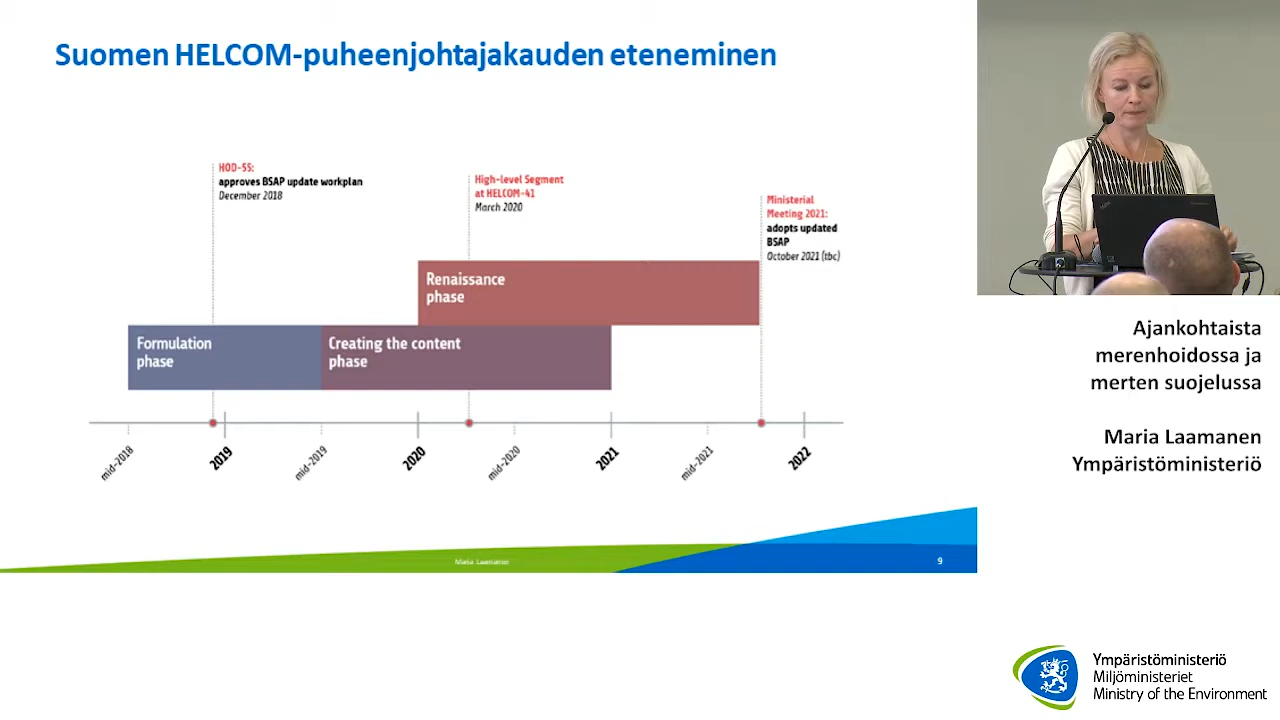 Suomen HELCOM-puheenjohtajakauden eteneminen
HOD-55:
approves BSAP update workplan
December 2018
High-level Segment
at HELCOM-41
March 2020
Ministerial
Meeting 2021:
adopts updated
BSAP
October 2021 (tbc)
Renaissance
phase
Formulation
phase
Creating the content
phase
mid-2018
2019
mid-2019
2020
mid-2020
2021
mid-2021
2022
Maria Laamanen
9
Ajankohtaista
merenhoidossa ja
merten suojelussa
Maria Laamanen
Ympäristöministeriö
Ympäristöministeriö
Miljöministeriet
Ministry of the Environment